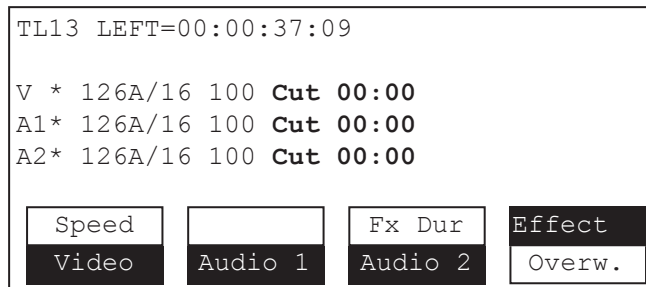 TL13 LEFT=00:00:37:09
V * 126A/16 100 Cut 00:00
A1* 126A/16 100 Cut 00:00
A2* 126A/16 100 Cut 00:00
Speed Fx Dur Effect
Video Audio 1 Audio 2 Overw.